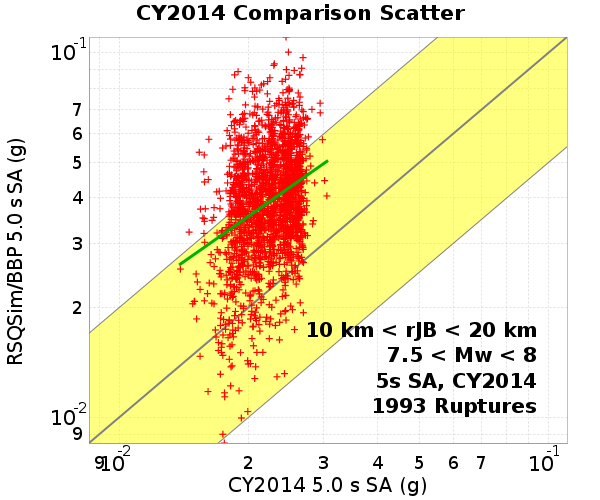 CY2014 Comparison Scatter
RSQSim/BBP 5.0 s SA (g)
10⁻¹
7
6
5
4
3
2
10⁻²
9
10 km < rJB < 20 km
7.5 < Mw < 8
5s SA, CY2014
1993 Ruptures
9 10⁻² 2 3 4 5 6 7 10⁻¹
CY2014 5.0 s SA (g)